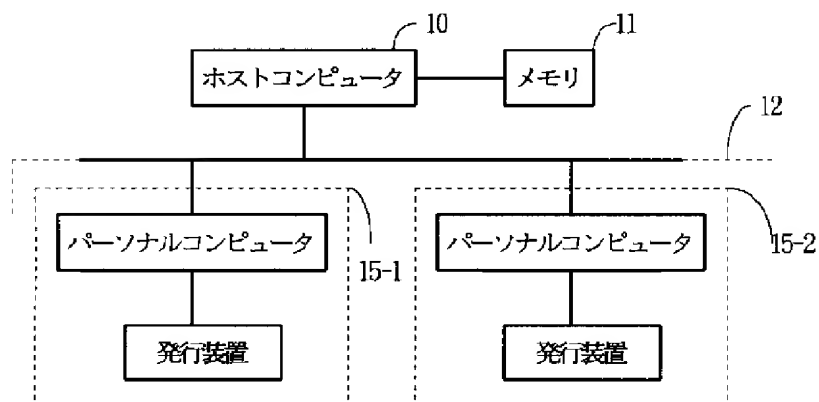 10
11
ホストコンピュータ
メモリ
12
パーソナルコンピュータ
パーソナルコンピュータ
15-1
15-2
発行装置
発行装置